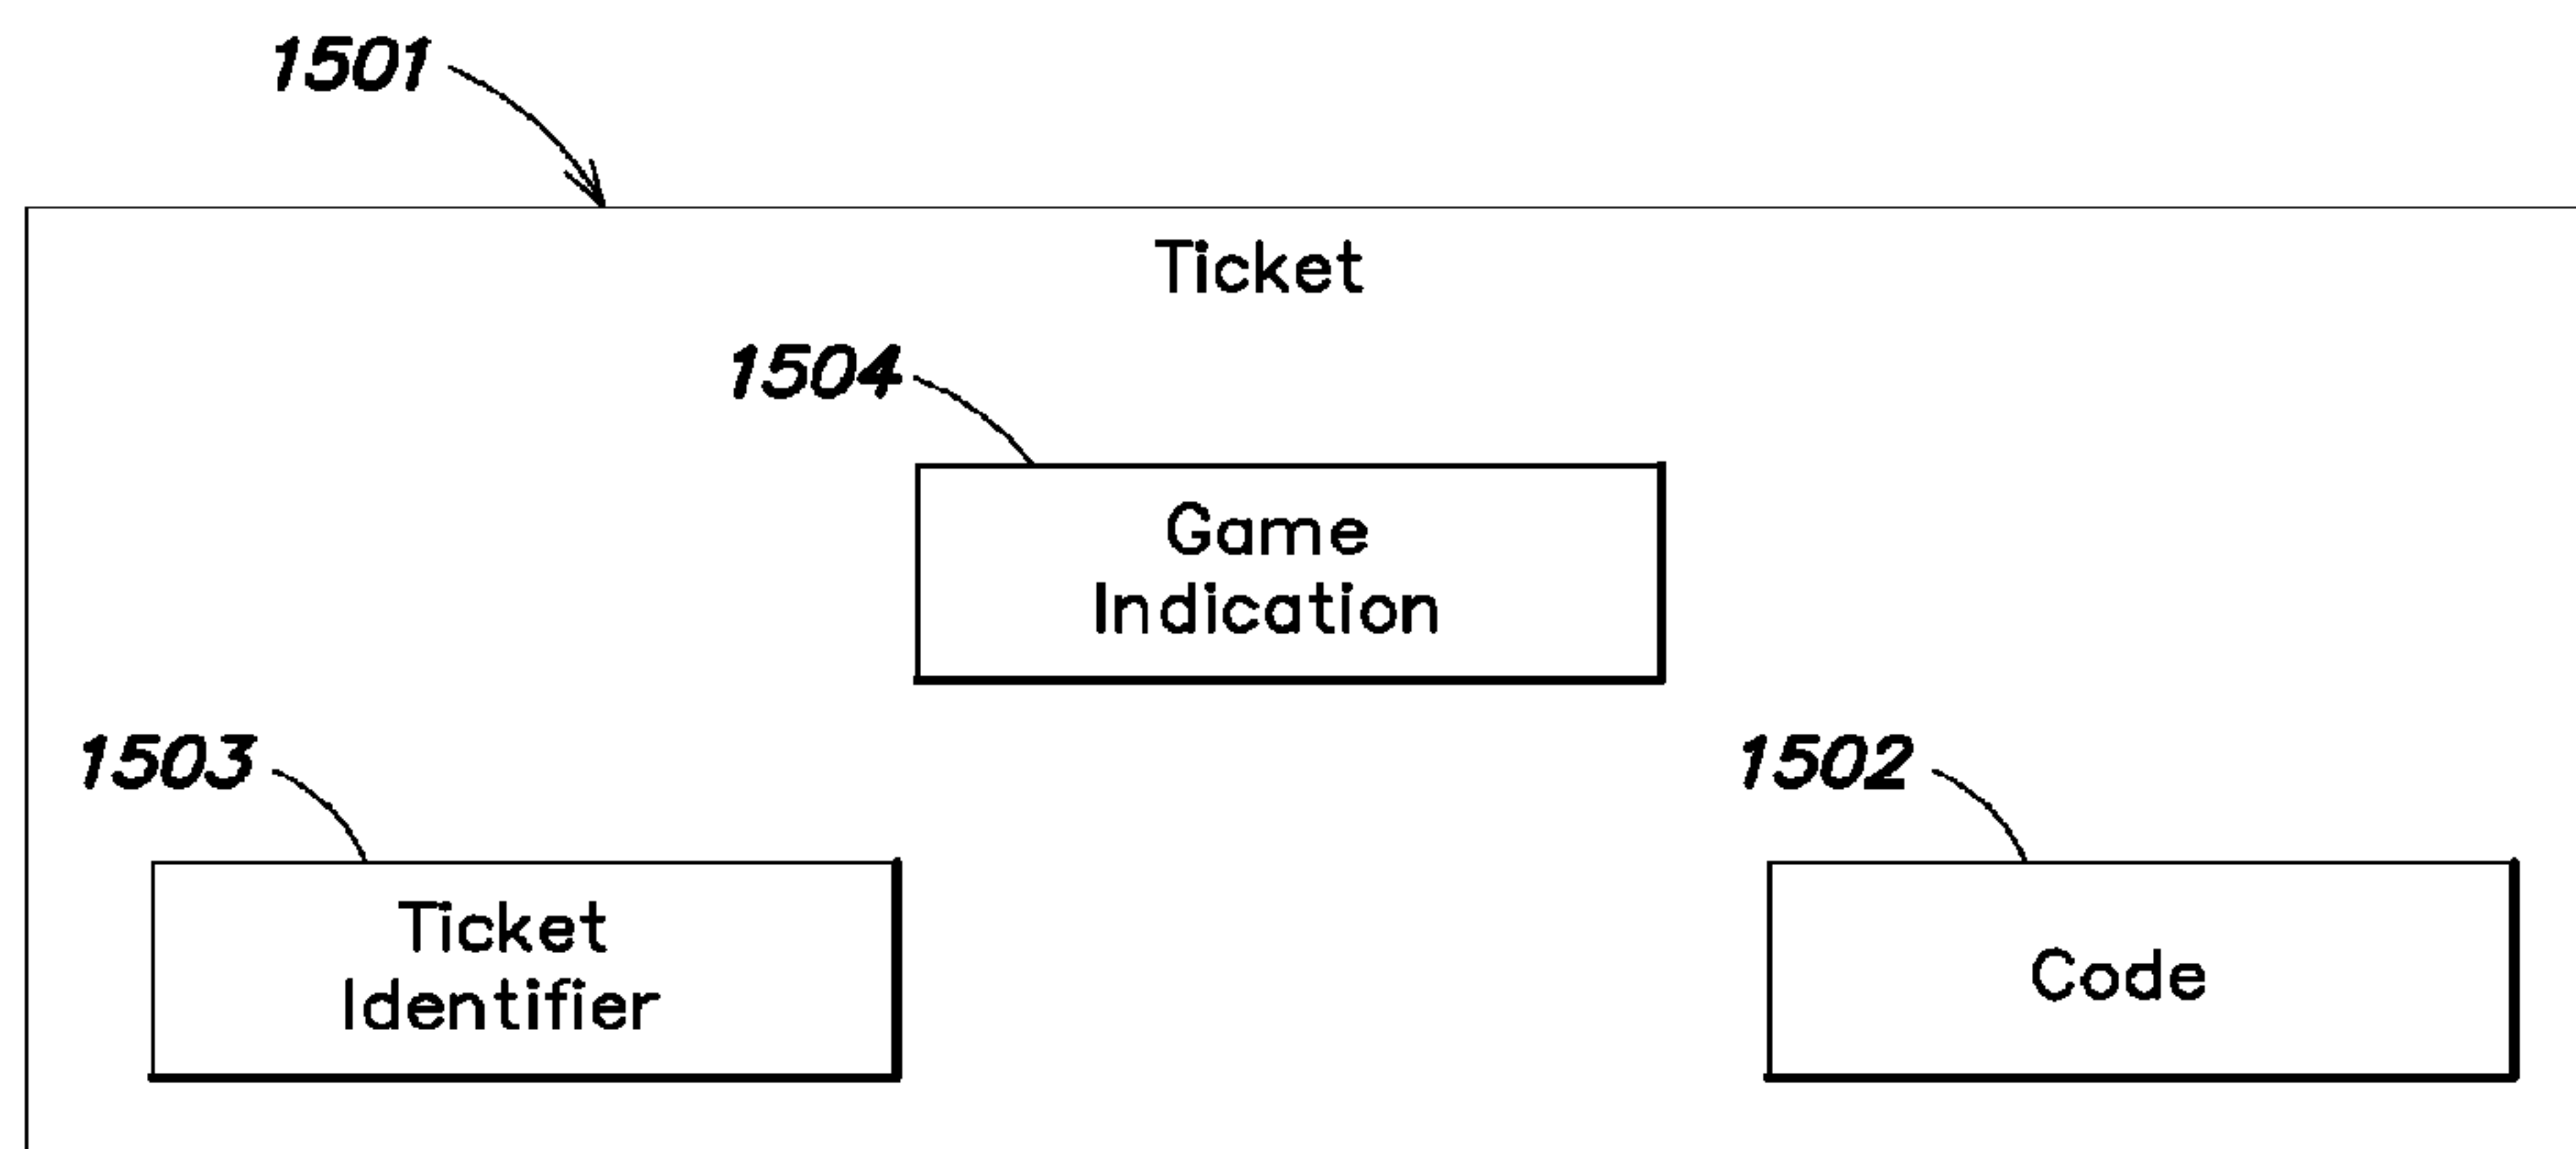 1501
Ticket
1504
Game
Indication
1503
1502
Ticket
Identifier
Code